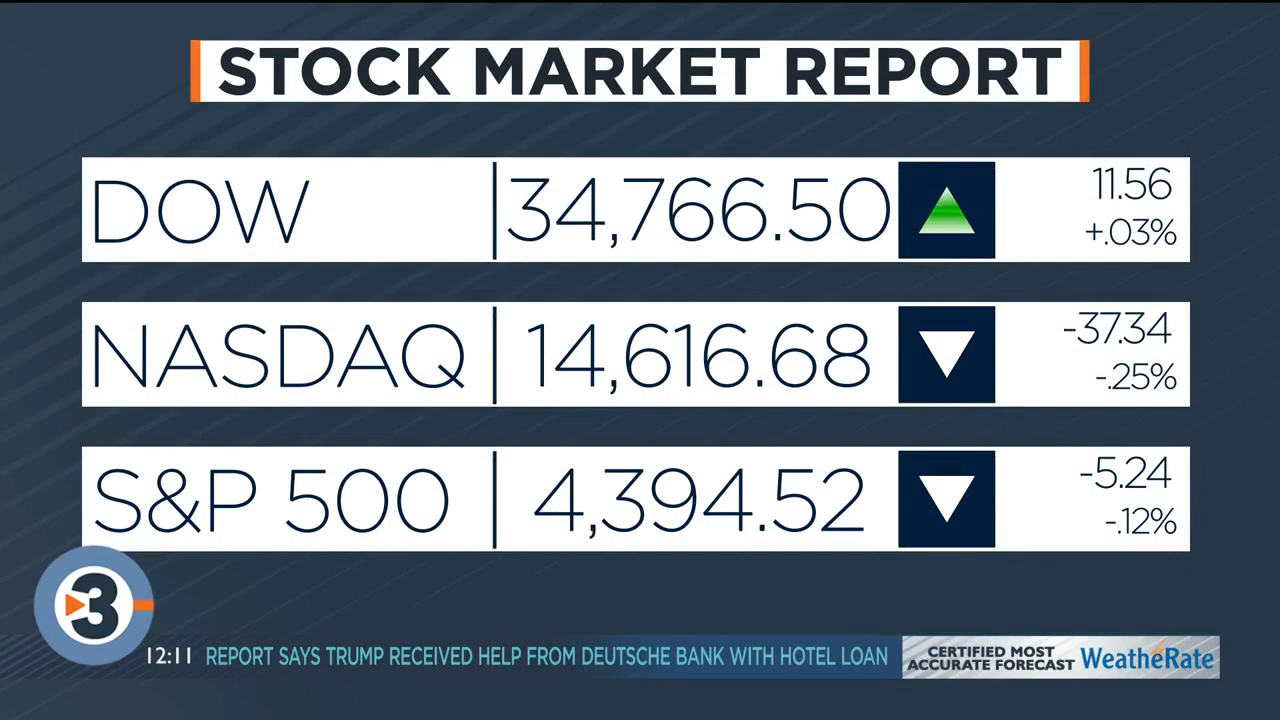 STOCK MARKET REPORT
DOW 34,766.50 11.56
+.03%
NASDAQ 14,616.68 -37.34
-.25%
S&P 500 4,394.52 -5.24
-.12%
3
12:11 REPORT SAYS TRUMP RECEIVED HELP FROM DEUTSCHE BANK WITH HOTEL LOAN
CERTIFIED MOST
ACCURATE FORECAST WeatheRate